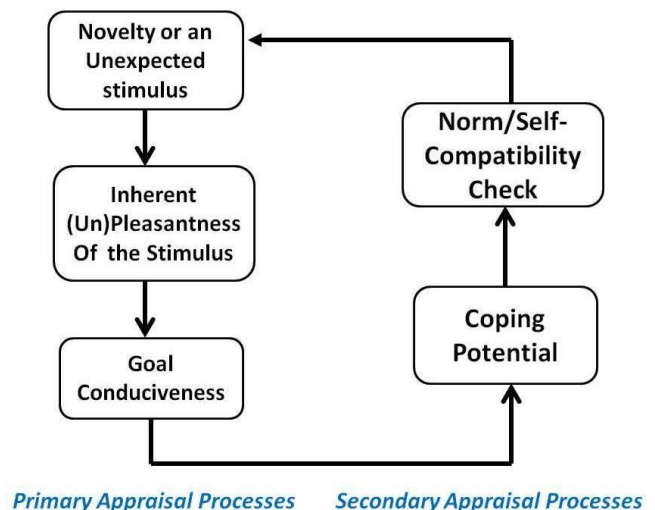 Novelty or an
Unexpected
stimulus
Inherent
(Un)Pleasantness
Of the Stimulus
Goal
Conduciveness
Norm/Self-
Compatibility
Check
Coping
Potential
Primary Appraisal Processes
Secondary Appraisal Processes